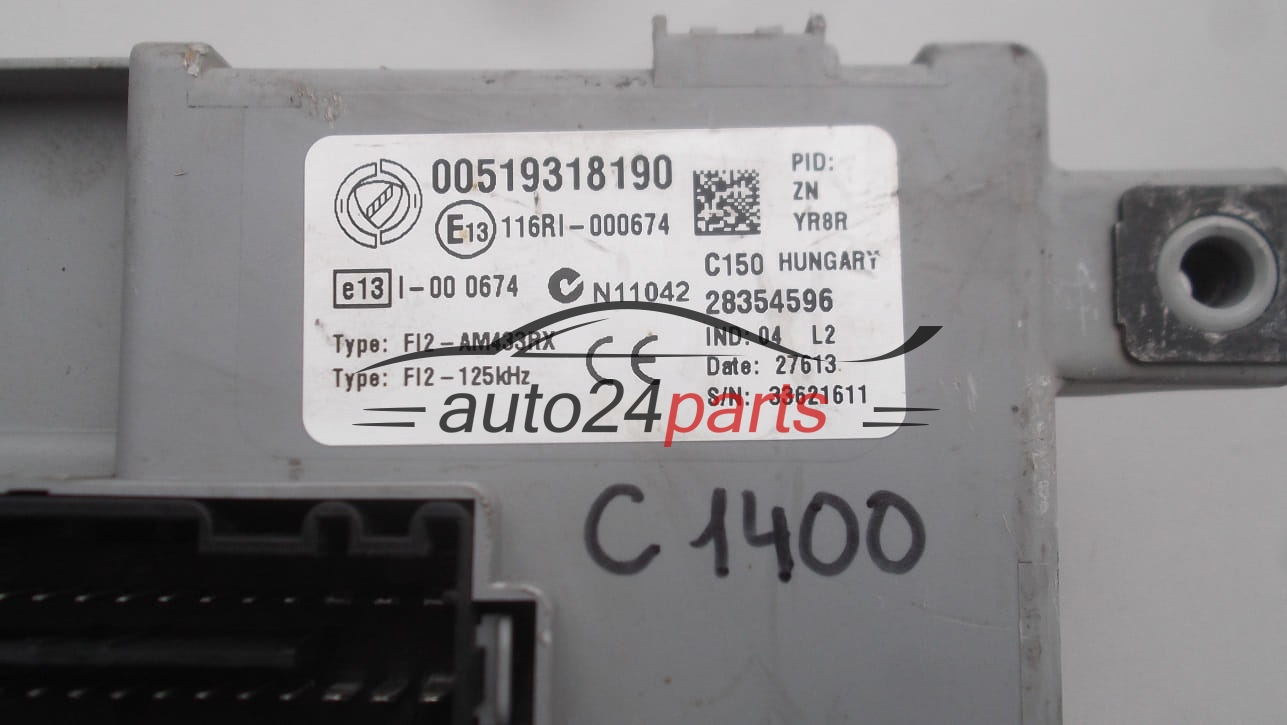 00519318190
E13 116RI-000674
e13 I-00 0674
N11042
Type: FI2-AM433RX
Type: FI2-125kHz
CE
PID:
ZN
YR8R
C150 HUNGARY
28354596
IND: 04 L2
Date: 27613
S/N: 33621611
auto24parts
C1400